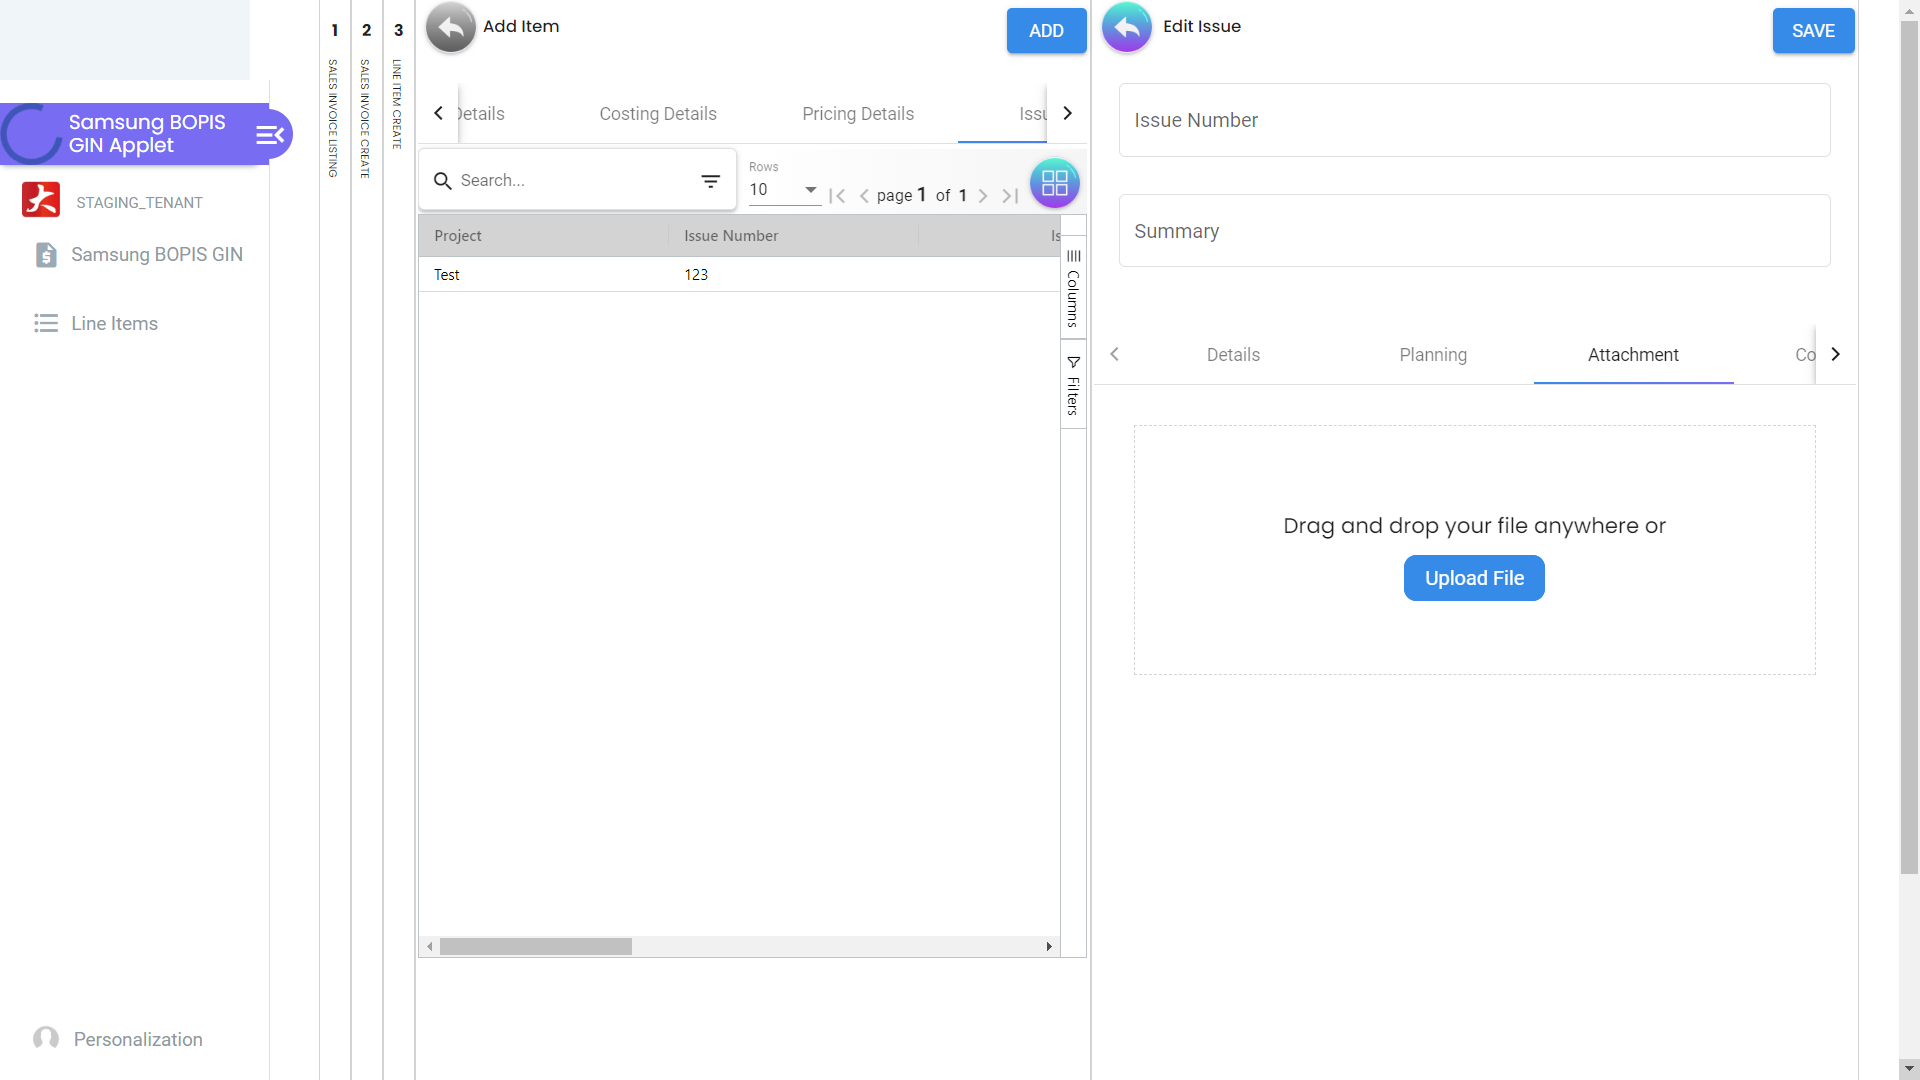 Samsung BOPIS
GIN Applet
STAGING_TENANT
Samsung BOPIS GIN
Line Items
Personalization
1
SALES INVOICE LISTING
2
SALES INVOICE CREATE
3
LINE ITEM CREATE
Add Item
ADD
Details
Costing Details
Pricing Details
Issu
Search...
Rows
10
page 1 of 1
Project
Issue Number
Is
Test
123
Columns
Filters
Edit Issue
SAVE
Issue Number
Summary
Details
Planning
Attachment
Co
Drag and drop your file anywhere or
Upload File